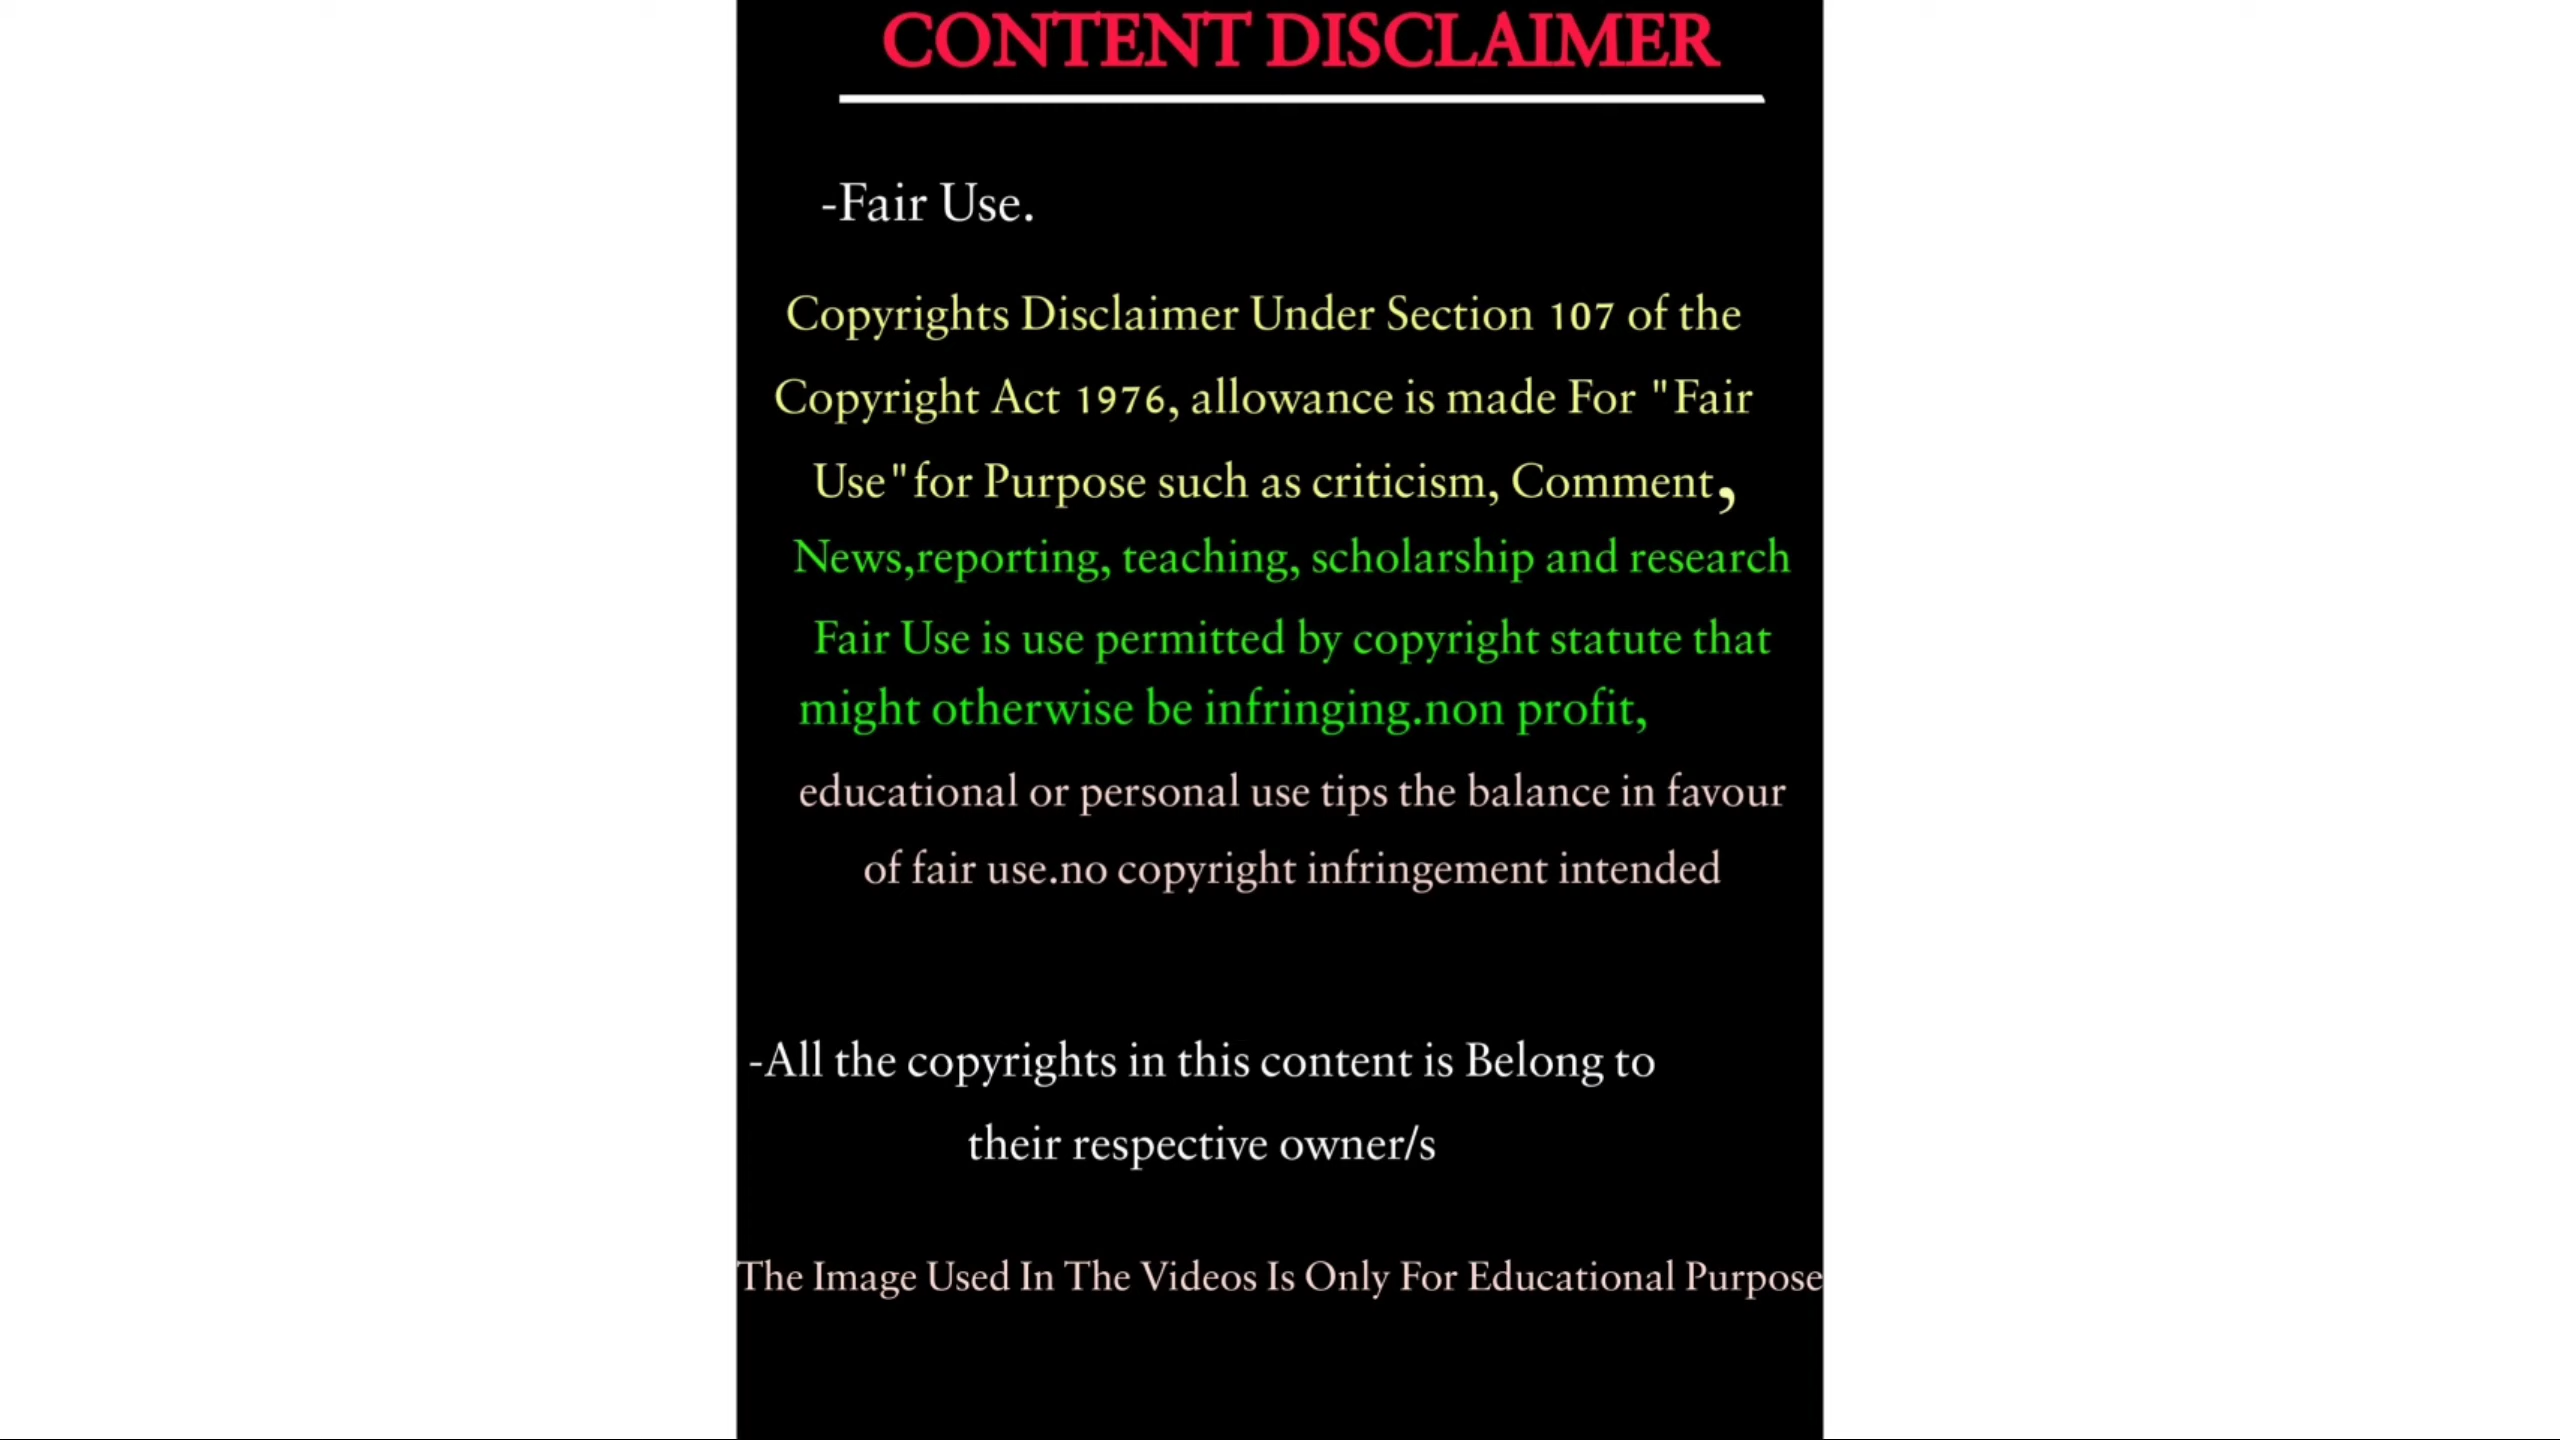 CONTENT DISCLAIMER
-Fair Use.
Copyrights Disclaimer Under Section 107 of the
Copyright Act 1976, allowance is made For "Fair
Use"for Purpose such as criticism, Comment,
News,reporting, teaching, scholarship and research
Fair Use is use permitted by copyright statute that
might otherwise be infringing.non profit,
educational or personal use tips the balance in favour
of fair use.no copyright infringement intended
-All the copyrights in this content is Belong to
their respective owner/s
The Image Used In The Videos Is Only For Educational Purpose